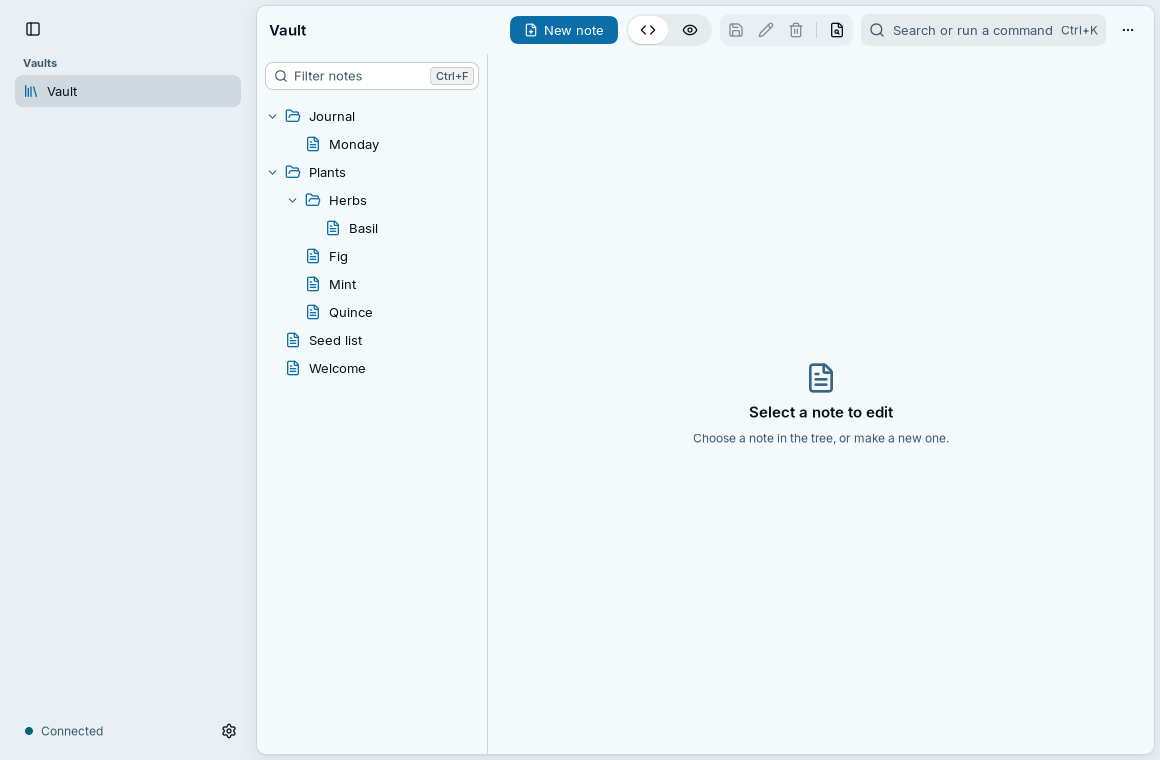 Vault
New note
Search or run a command Ctrl+K
Vaults
Vault
Filter notes Ctrl+F
Journal
Monday
Plants
Herbs
Basil
Fig
Mint
Quince
Seed list
Welcome
Select a note to edit
Choose a note in the tree, or make a new one.
Connected